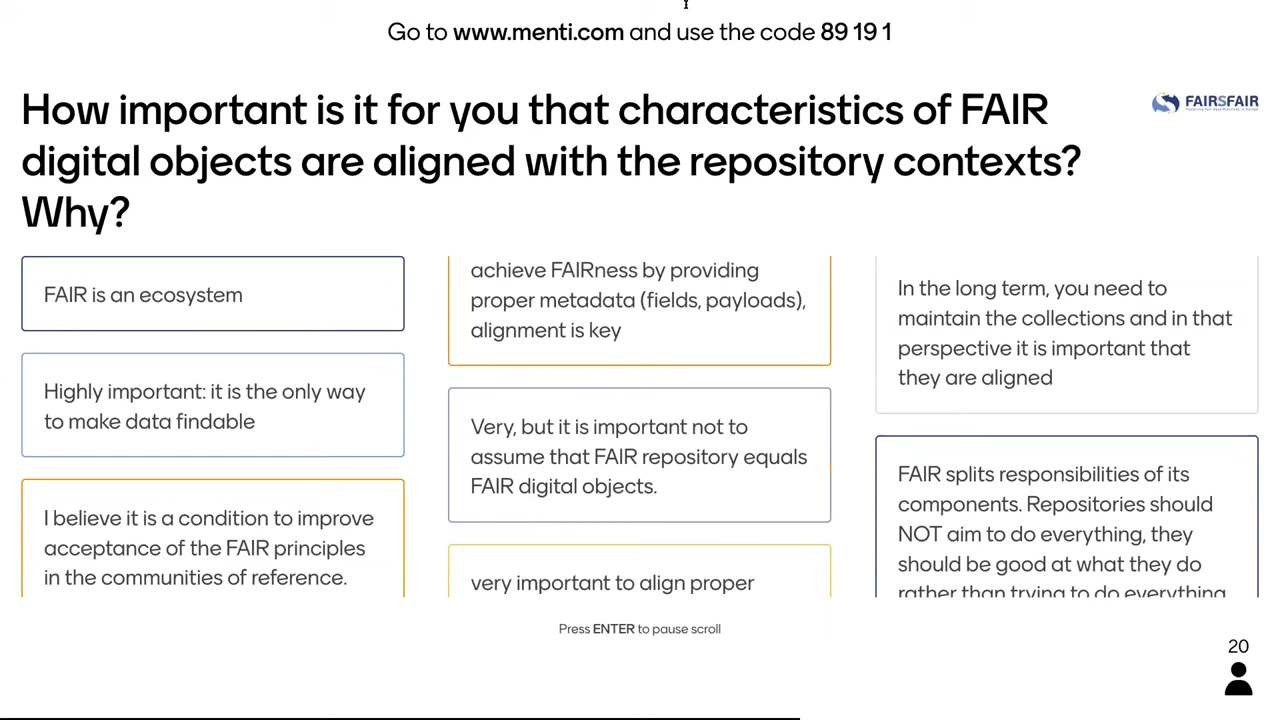 Go to www.menti.com and use the code 89 19 1
How important is it for you that characteristics of FAIR
digital objects are aligned with the repository contexts?
Why?
FAIRSFAIR
FAIR is an ecosystem
Highly important: it is the only way
to make data findable
I believe it is a condition to improve
acceptance of the FAIR principles
in the communities of reference.
achieve FAIRness by providing
proper metadata (fields, payloads),
alignment is key
Very, but it is important not to
assume that FAIR repository equals
FAIR digital objects.
very important to align proper
In the long term, you need to
maintain the collections and in that
perspective it is important that
they are aligned
FAIR splits responsibilities of its
components. Repositories should
NOT aim to do everything, they
should be good at what they do
rather than trying to do everything
Press ENTER to pause scroll
20